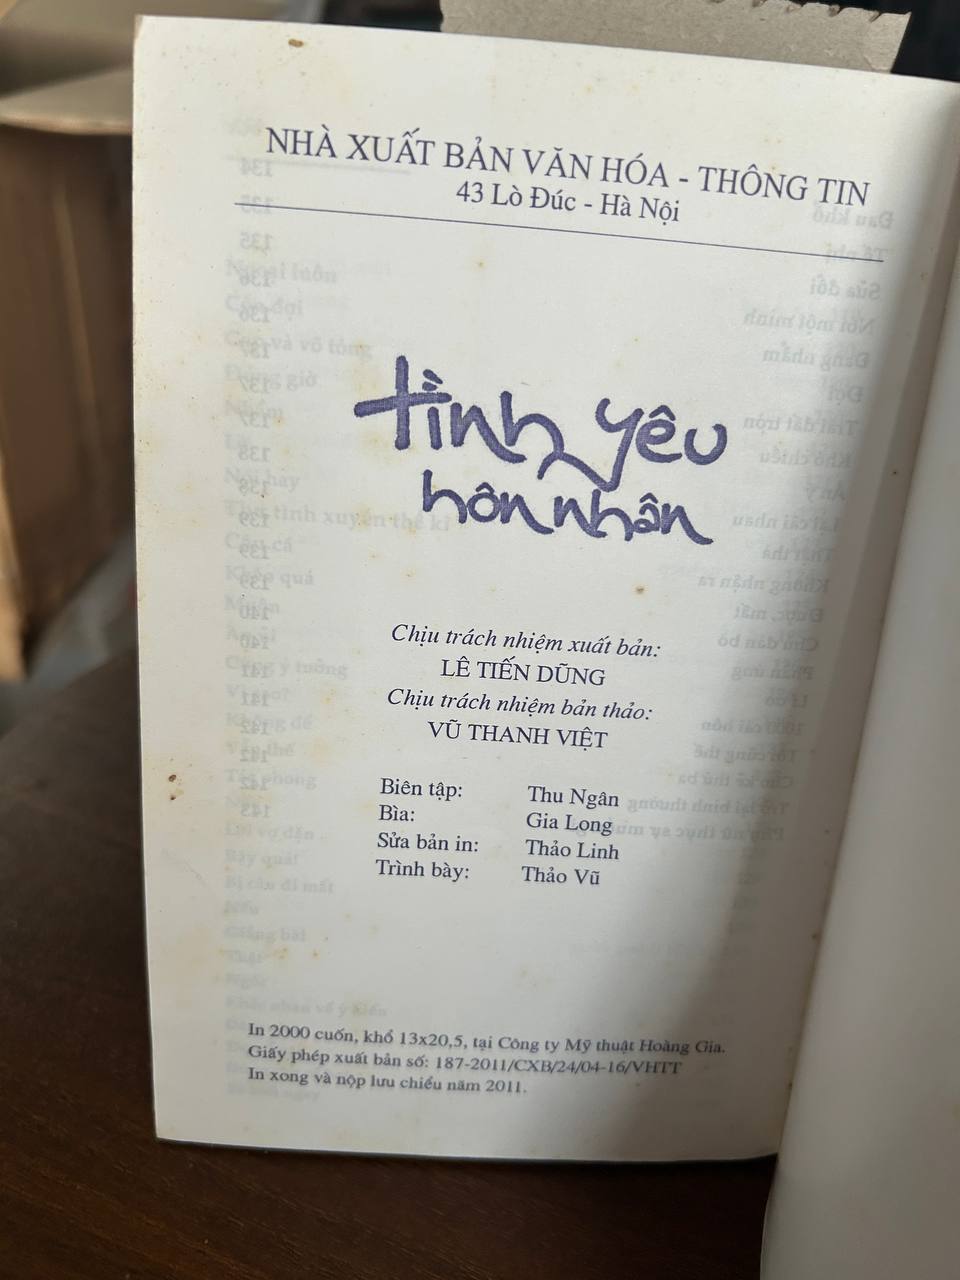 NHÀ XUẤT BẢN VĂN HÓA - THÔNG TIN
43 Lò Đúc - Hà Nội
tình yêu
hôn nhân
Chịu trách nhiệm xuất bản:
LÊ TIẾN DŨNG
Chịu trách nhiệm bản thảo:
VŨ THANH VIỆT
Biên tập: Thu Ngân
Bìa: Gia Long
Sửa bản in: Thảo Linh
Trình bày: Thảo Vũ
In 2000 cuốn, khổ 13x20,5, tại Công ty Mỹ thuật Hoàng Gia.
Giấy phép xuất bản số: 187-2011/CXB/24/04-16/VHTT
In xong và nộp lưu chiểu năm 2011.